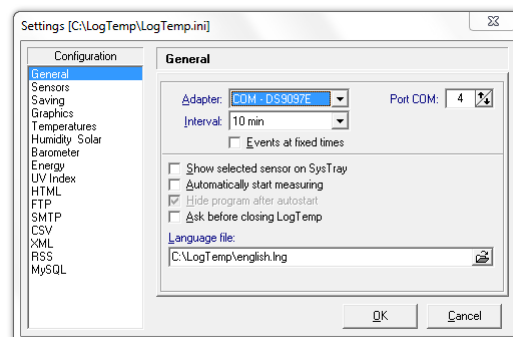 Settings [C:\LogTemp\LogTemp.ini]
Configuration
General
Sensors
Saving
Graphics
Temperatures
Humidity Solar
Barometer
Energy
UV Index
HTML
FTP
SMTP
CSV
XML
RSS
MySQL
General
Adapter: COM - DS9097E Port COM: 4
Interval: 10 min
Events at fixed times
Show selected sensor on SysTray
Automatically start measuring
Hide program after autostart
Ask before closing LogTemp
Language file:
C:\LogTemp\english.lng
OK Cancel